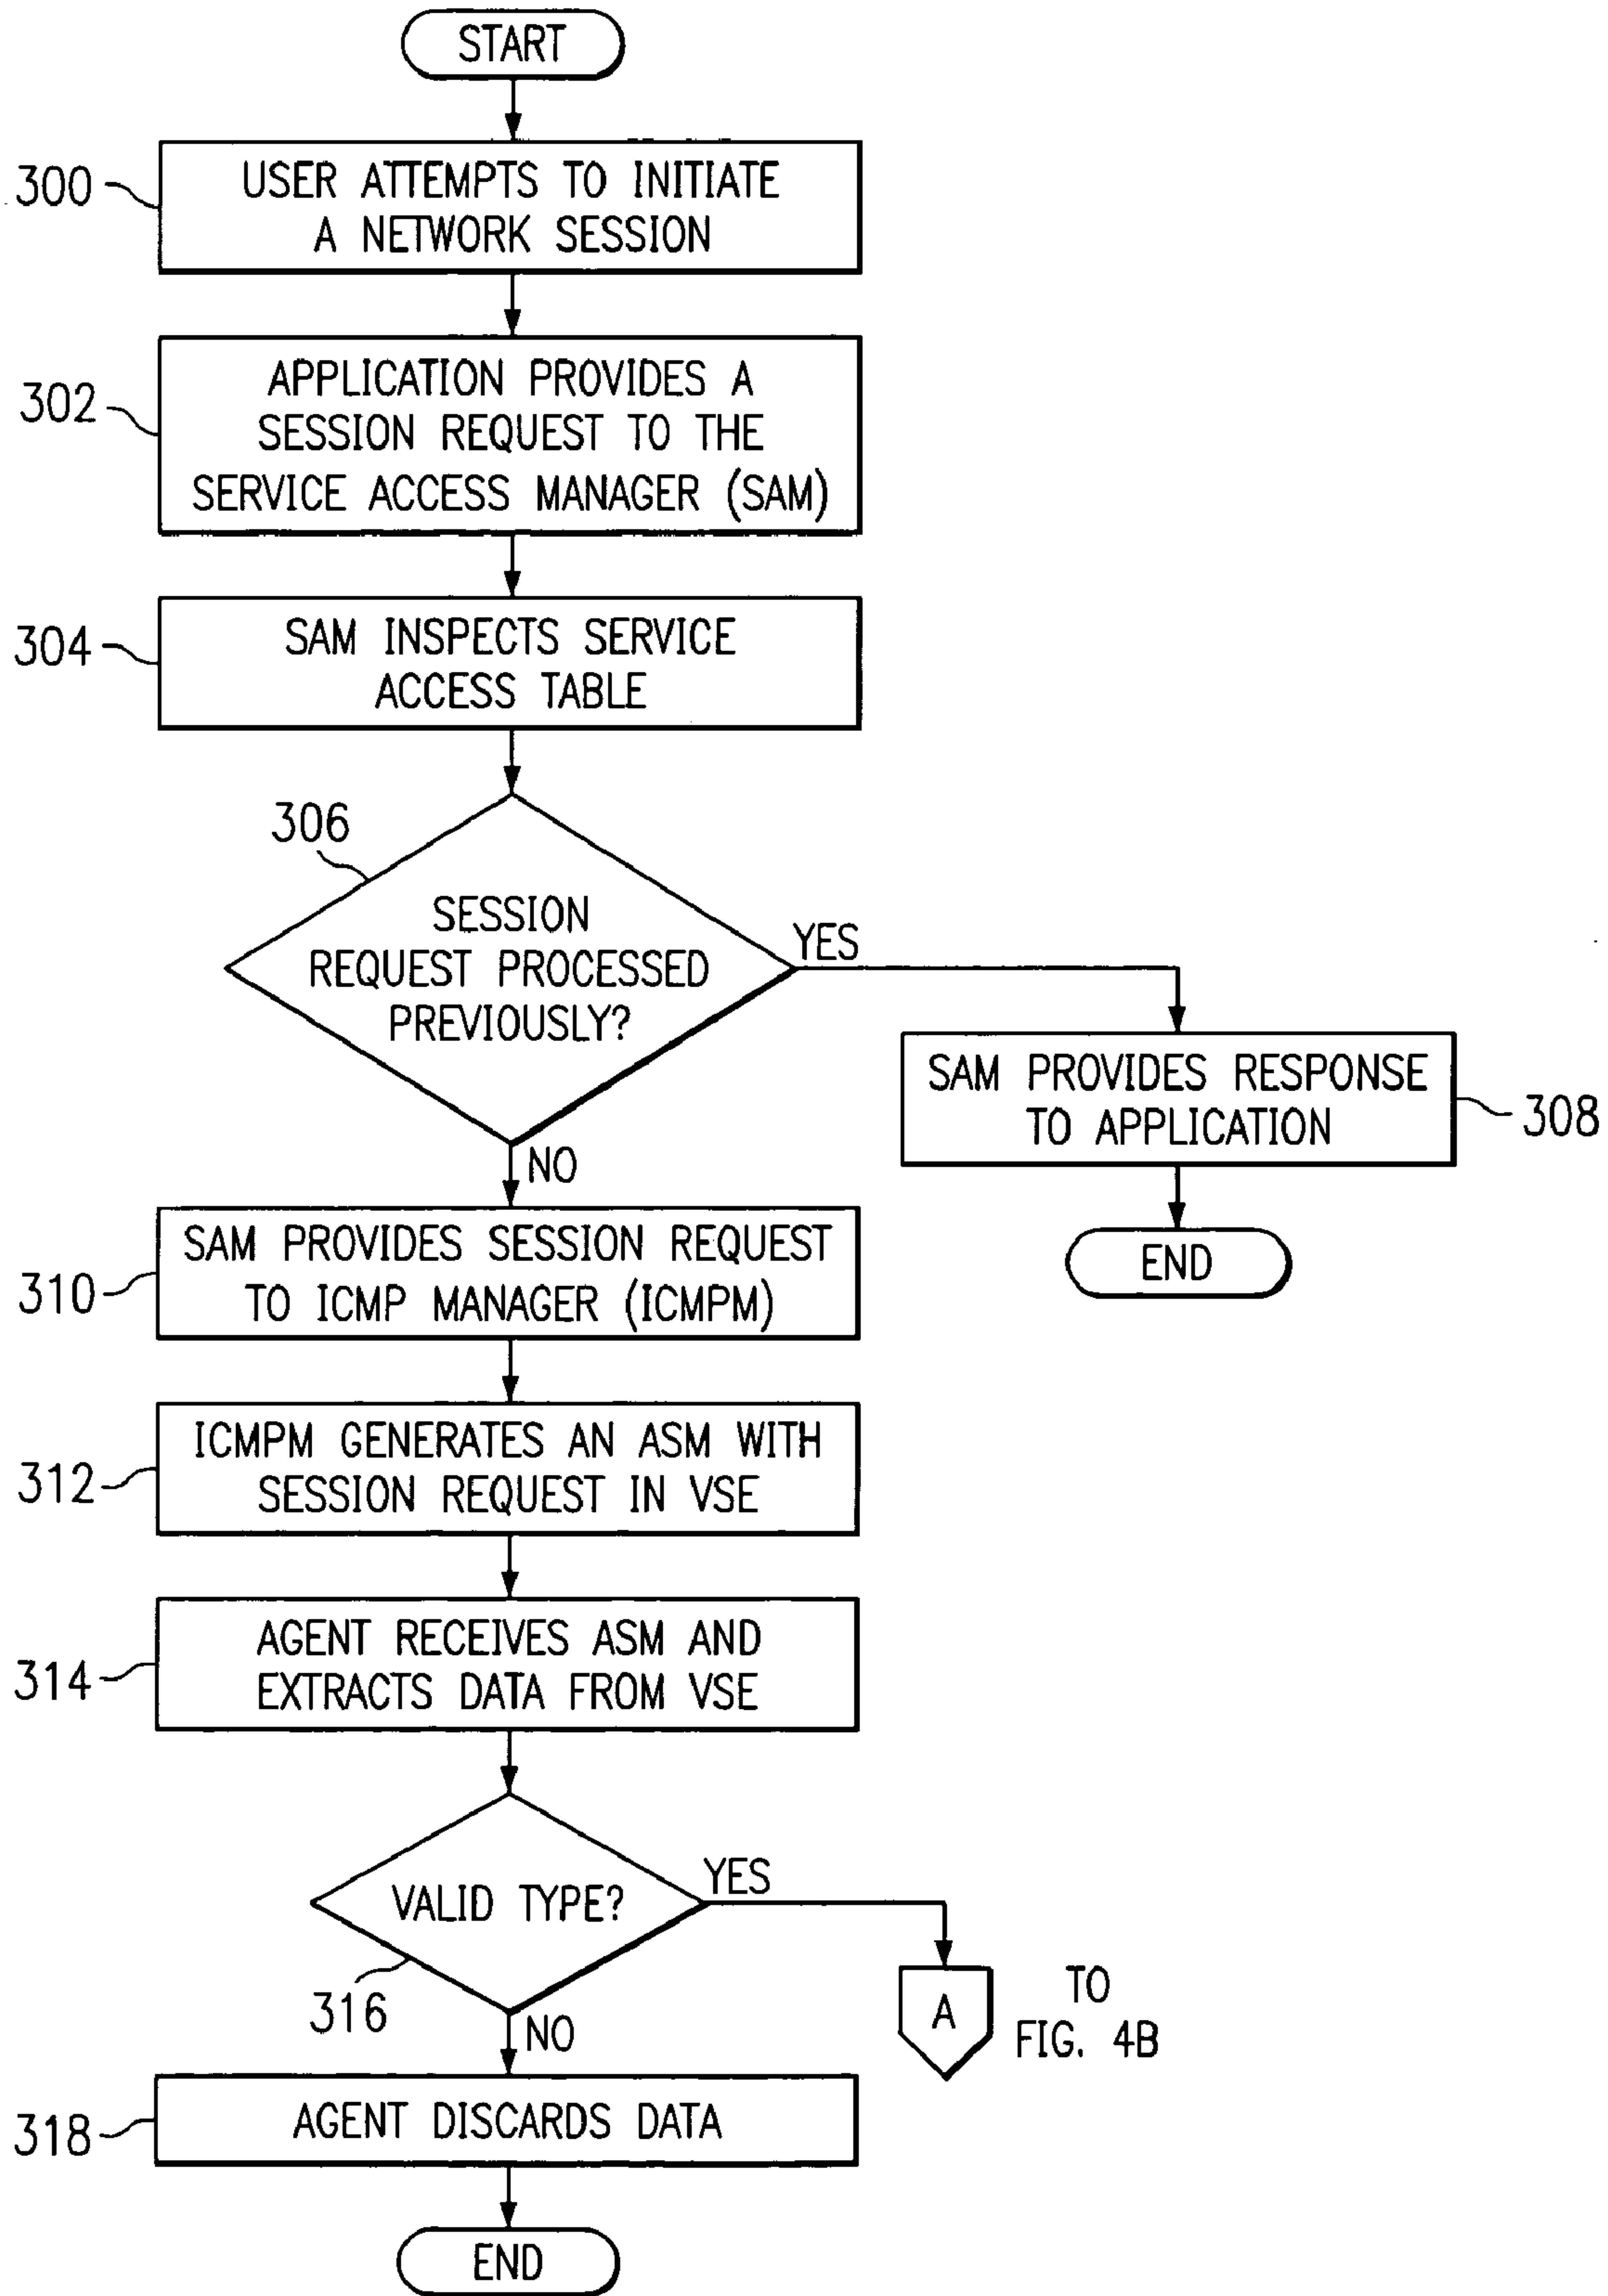 START
300
USER ATTEMPTS TO INITIATE
A NETWORK SESSION
302
APPLICATION PROVIDES A
SESSION REQUEST TO THE
SERVICE ACCESS MANAGER (SAM)
304
SAM INSPECTS SERVICE
ACCESS TABLE
306
SESSION
REQUEST PROCESSED
PREVIOUSLY?
YES
SAM PROVIDES RESPONSE
TO APPLICATION
308
END
NO
310
SAM PROVIDES SESSION REQUEST
TO ICMP MANAGER (ICMPM)
312
ICMPM GENERATES AN ASM WITH
SESSION REQUEST IN VSE
314
AGENT RECEIVES ASM AND
EXTRACTS DATA FROM VSE
VALID TYPE?
316
YES
A
TO
FIG. 4B
NO
318
AGENT DISCARDS DATA
END